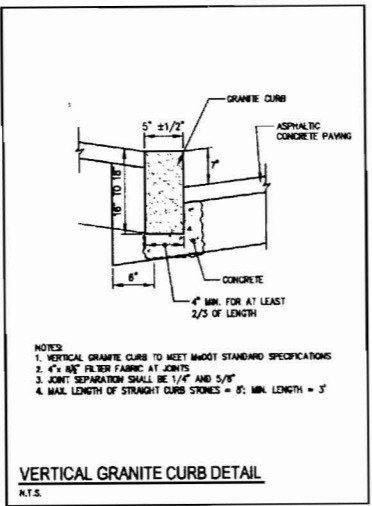 GRANITE CURB
5" ±1/2"
ASPHALTIC
CONCRETE PAVING
7"
16" TO 18"
6"
CONCRETE
4" MIN. FOR AT LEAST
2/3 OF LENGTH
NOTES:
1. VERTICAL GRANITE CURB TO MEET MeDOT STANDARD SPECIFICATIONS
2. 4"x FILTER FABRIC AT JOINTS
3. JOINT SEPARATION SHALL BE 1/4" AND 5/8"
4. MAX. LENGTH OF STRAIGHT CURB STONES = 8'; MIN. LENGTH = 3'
VERTICAL GRANITE CURB DETAIL
N.T.S.